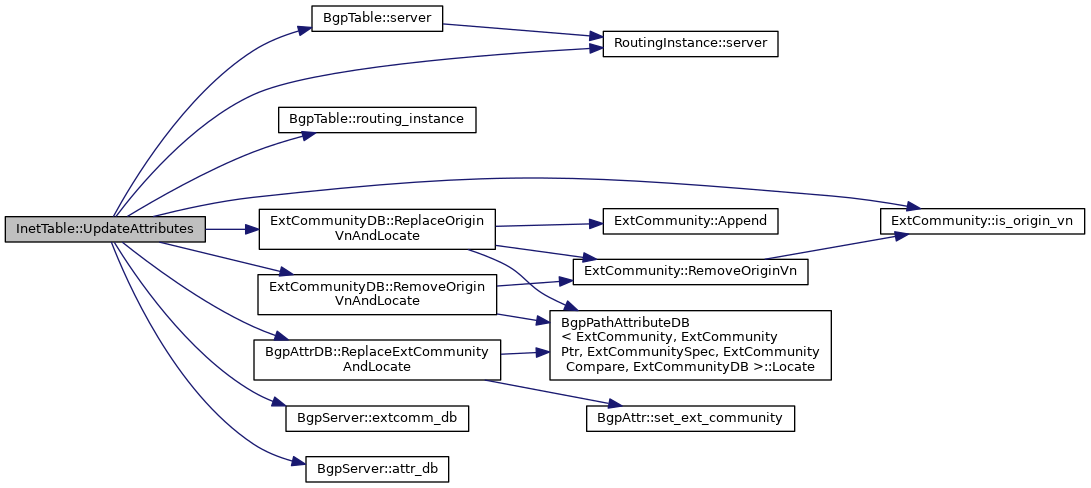 InetTable::UpdateAttributes
BgpTable::server
RoutingInstance::server
BgpTable::routing_instance
ExtCommunity::is_origin_vn
ExtCommunityDB::ReplaceOrigin
VnAndLocate
ExtCommunity::Append
ExtCommunity::RemoveOriginVn
ExtCommunityDB::RemoveOrigin
VnAndLocate
BgpPathAttributeDB
< ExtCommunity, ExtCommunity
Ptr, ExtCommunitySpec, ExtCommunity
Compare, ExtCommunityDB >::Locate
BgpAttrDB::ReplaceExtCommunity
AndLocate
BgpAttr::set_ext_community
BgpServer::extcomm_db
BgpServer::attr_db